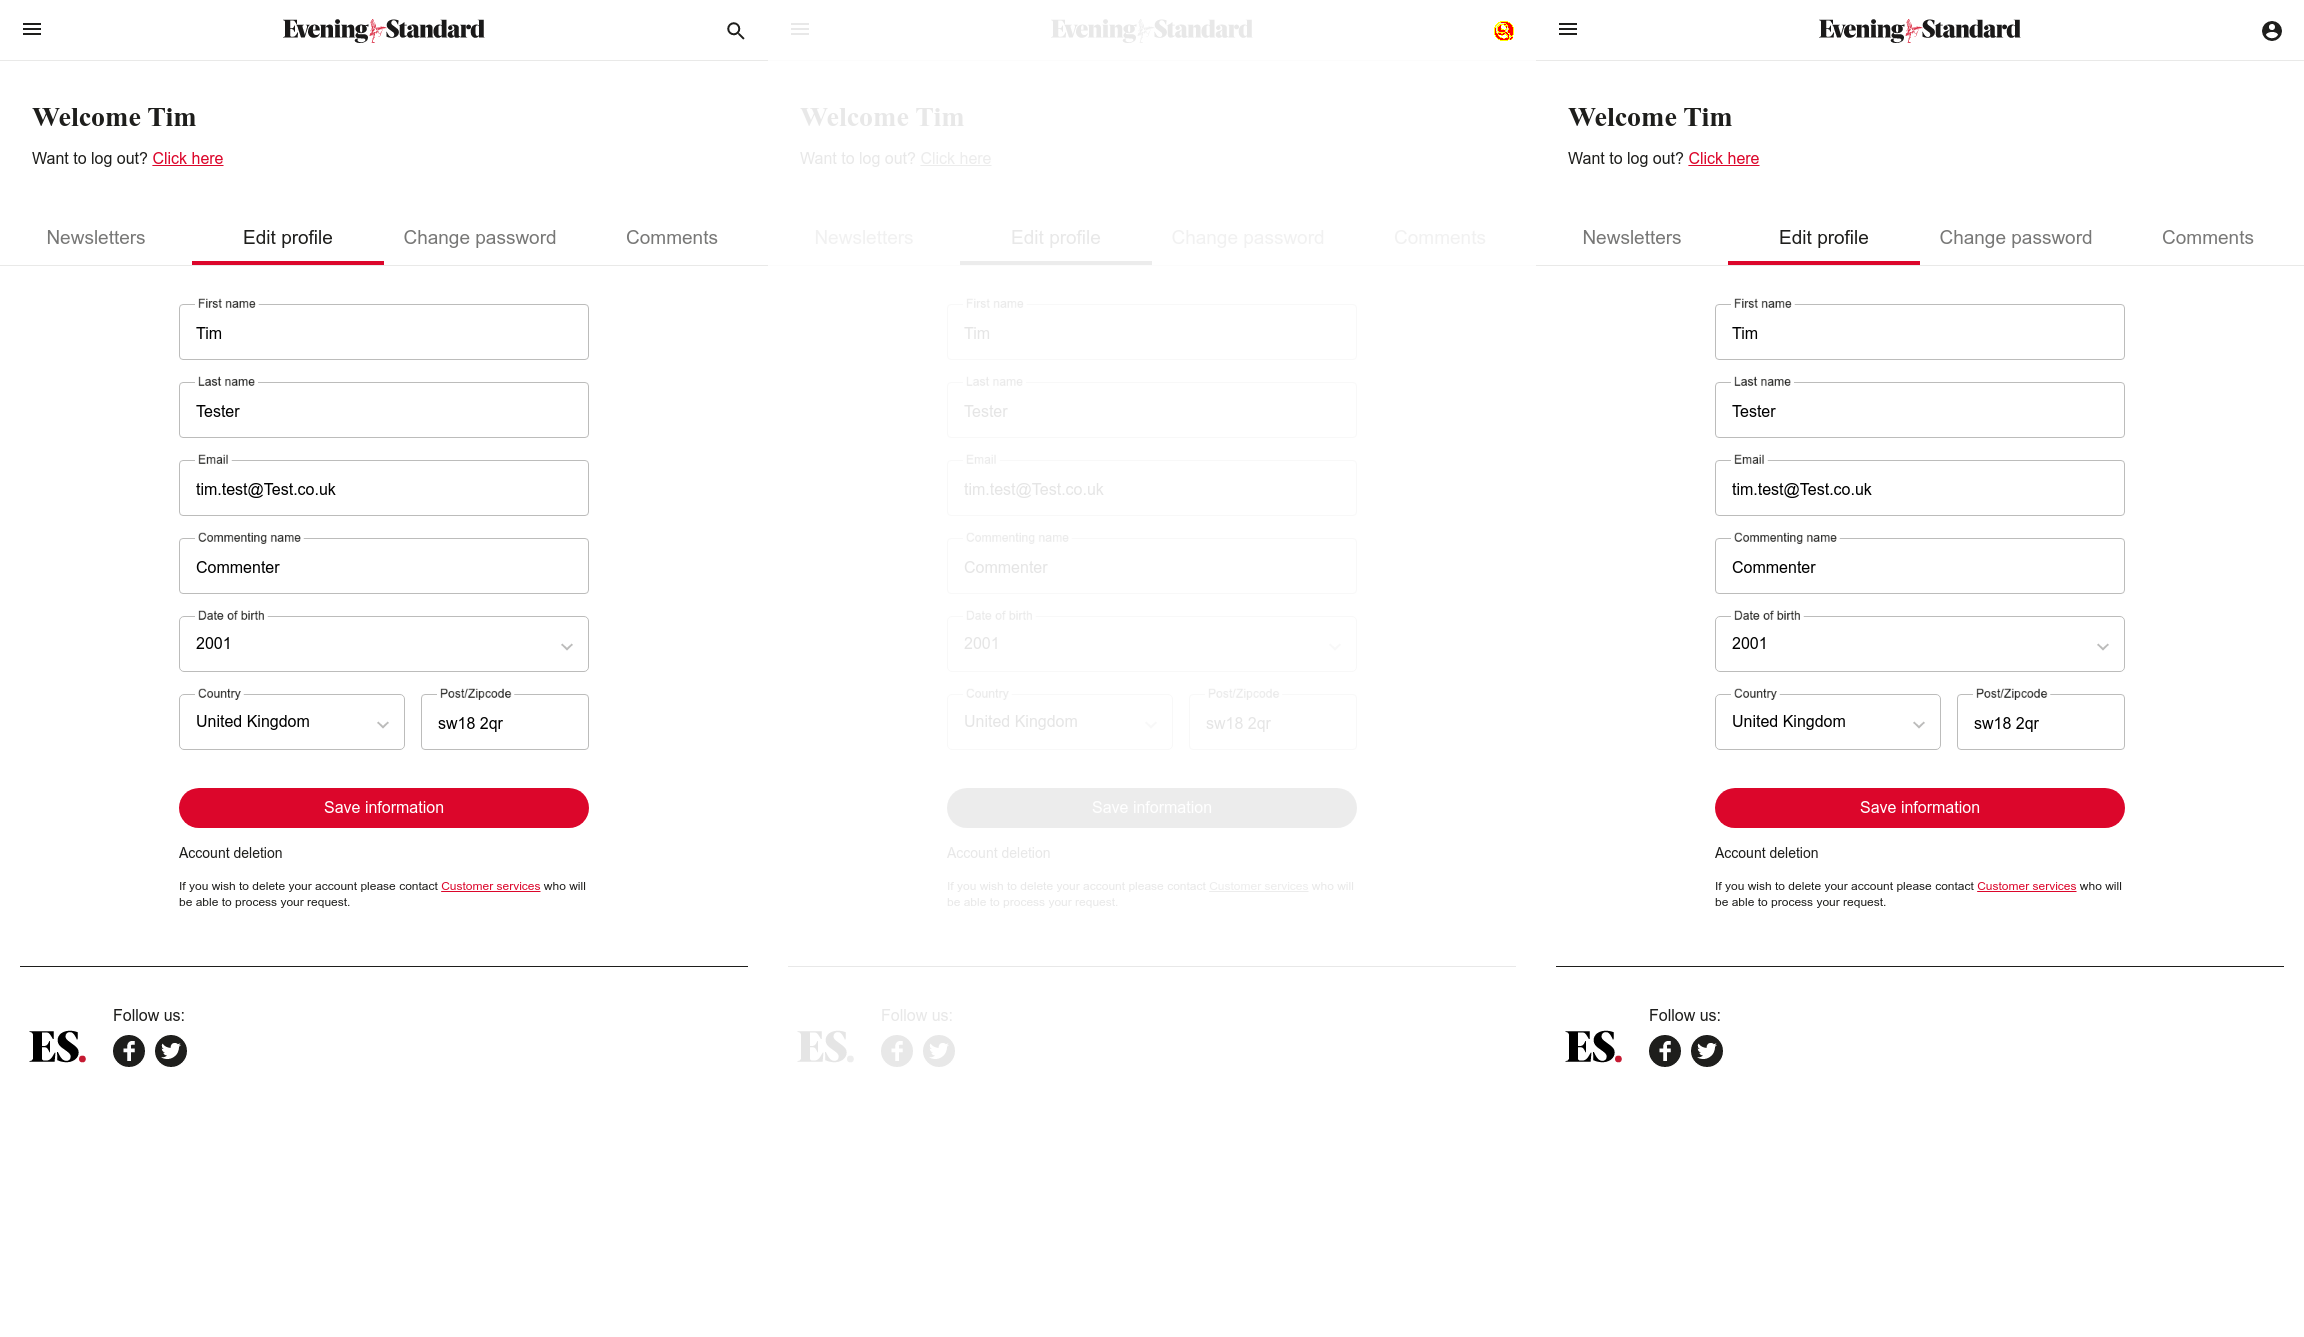 Evening Standard
Welcome Tim
Want to log out? Click here
Newsletters Edit profile Change password Comments
First name
Tim
Last name
Tester
Email
tim.test@Test.co.uk
Commenting name
Commenter
Date of birth
2001
Country Post/Zipcode
United Kingdom sw18 2qr
Save information
Account deletion
If you wish to delete your account please contact Customer services who will
be able to process your request.
Follow us:
ES.
Evening Standard
Welcome Tim
Want to log out? Click here
Newsletters Edit profile Change password Comments
First name
Tim
Last name
Tester
Email
tim.test@Test.co.uk
Commenting name
Commenter
Date of birth
2001
Country Post/Zipcode
United Kingdom sw18 2qr
Save information
Account deletion
If you wish to delete your account please contact Customer services who will
be able to process your request.
Follow us:
ES.
Evening Standard
Welcome Tim
Want to log out? Click here
Newsletters Edit profile Change password Comments
First name
Tim
Last name
Tester
Email
tim.test@Test.co.uk
Commenting name
Commenter
Date of birth
2001
Country Post/Zipcode
United Kingdom sw18 2qr
Save information
Account deletion
If you wish to delete your account please contact Customer services who will
be able to process your request.
Follow us:
ES.